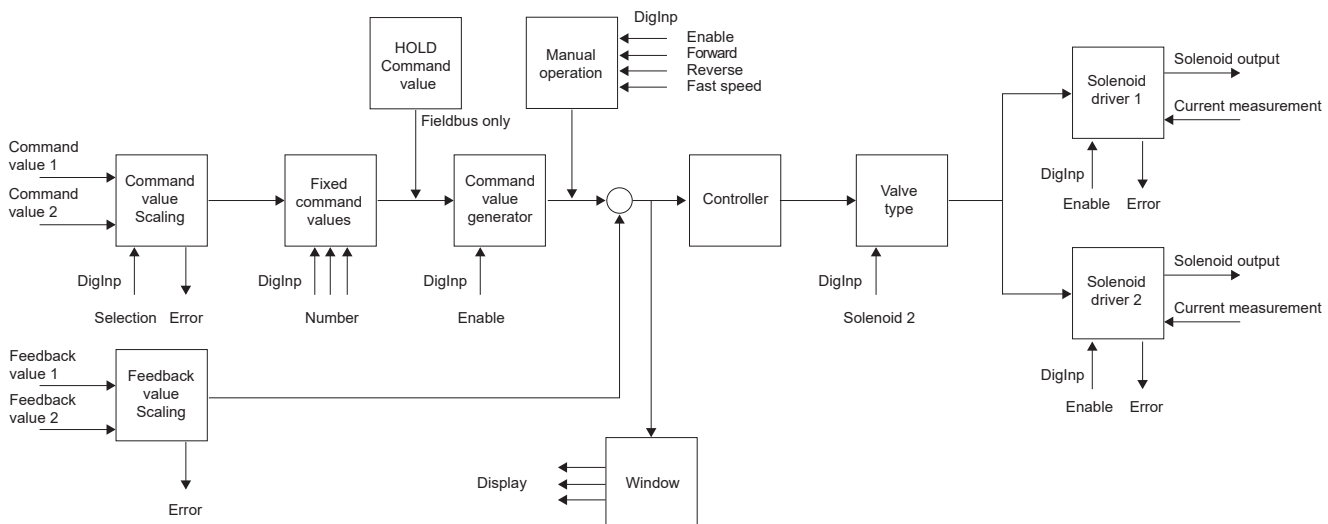 DigInp
HOLD
Command
value
Manual
operation
Enable
Forward
Reverse
Fast speed
Fieldbus only
Solenoid
driver 1
Solenoid output
Current measurement
DigInp
Enable
Error
Command
value 1
Command
value 2
Command
value
Scaling
Fixed
command
values
Command
value
generator
Controller
Valve
type
DigInp
Selection
Error
DigInp
Number
DigInp
Enable
DigInp
Solenoid 2
Solenoid
driver 2
Solenoid output
Current measurement
DigInp
Enable
Error
Feedback
value 1
Feedback
value 2
Feedback
value
Scaling
Error
Display
Window